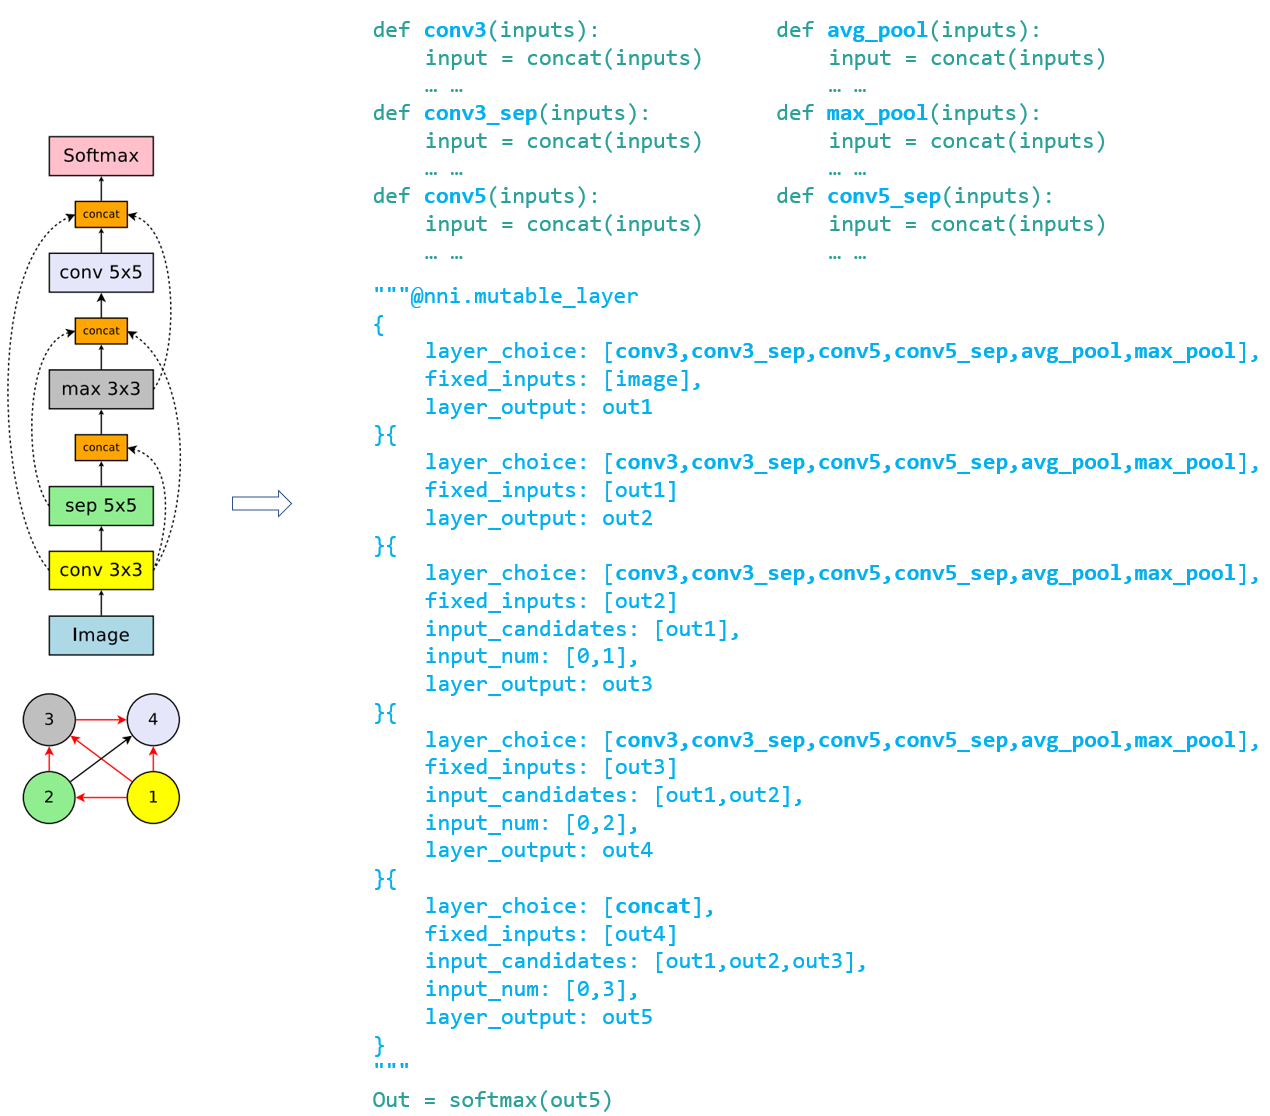 Softmax
concat
conv 5x5
concat
max 3x3
concat
sep 5x5
conv 3x3
Image
3
4
2
1
def conv3(inputs):
input = concat(inputs)
… …
def conv3_sep(inputs):
input = concat(inputs)
… …
def conv5(inputs):
input = concat(inputs)
… …
def avg_pool(inputs):
input = concat(inputs)
… …
def max_pool(inputs):
input = concat(inputs)
… …
def conv5_sep(inputs):
input = concat(inputs)
… …
"""@nni.mutable_layer
{
layer_choice: [conv3,conv3_sep,conv5,conv5_sep,avg_pool,max_pool],
fixed_inputs: [image],
layer_output: out1
}{
layer_choice: [conv3,conv3_sep,conv5,conv5_sep,avg_pool,max_pool],
fixed_inputs: [out1]
layer_output: out2
}{
layer_choice: [conv3,conv3_sep,conv5,conv5_sep,avg_pool,max_pool],
fixed_inputs: [out2]
input_candidates: [out1],
input_num: [0,1],
layer_output: out3
}{
layer_choice: [conv3,conv3_sep,conv5,conv5_sep,avg_pool,max_pool],
fixed_inputs: [out3]
input_candidates: [out1,out2],
input_num: [0,2],
layer_output: out4
}{
layer_choice: [concat],
fixed_inputs: [out4]
input_candidates: [out1,out2,out3],
input_num: [0,3],
layer_output: out5
}
"""
Out = softmax(out5)